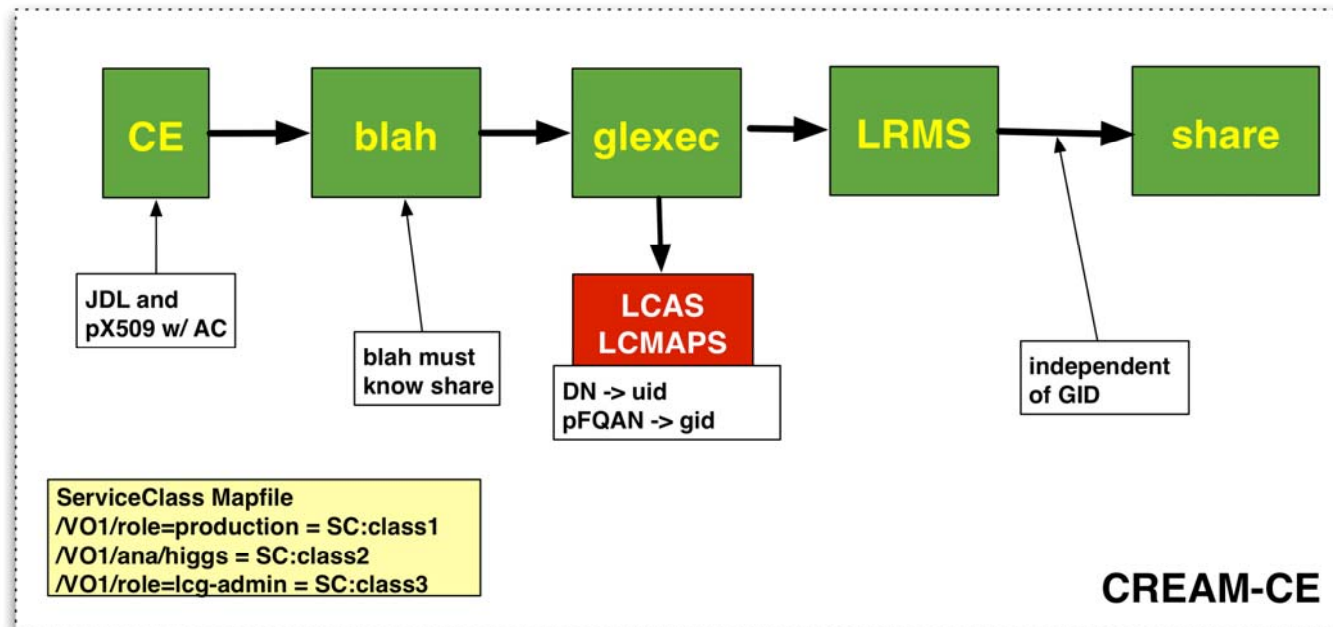 CE
blah
glexec
LRMS
share
JDL and
pX509 w/ AC
blah must
know share
LCAS
LCMAPS
DN -> uid
pFQAN -> gid
independent
of GID
ServiceClass Mapfile
/VO1/role=production = SC:class1
/VO1/ana/higgs = SC:class2
/VO1/role=lcg-admin = SC:class3
CREAM-CE